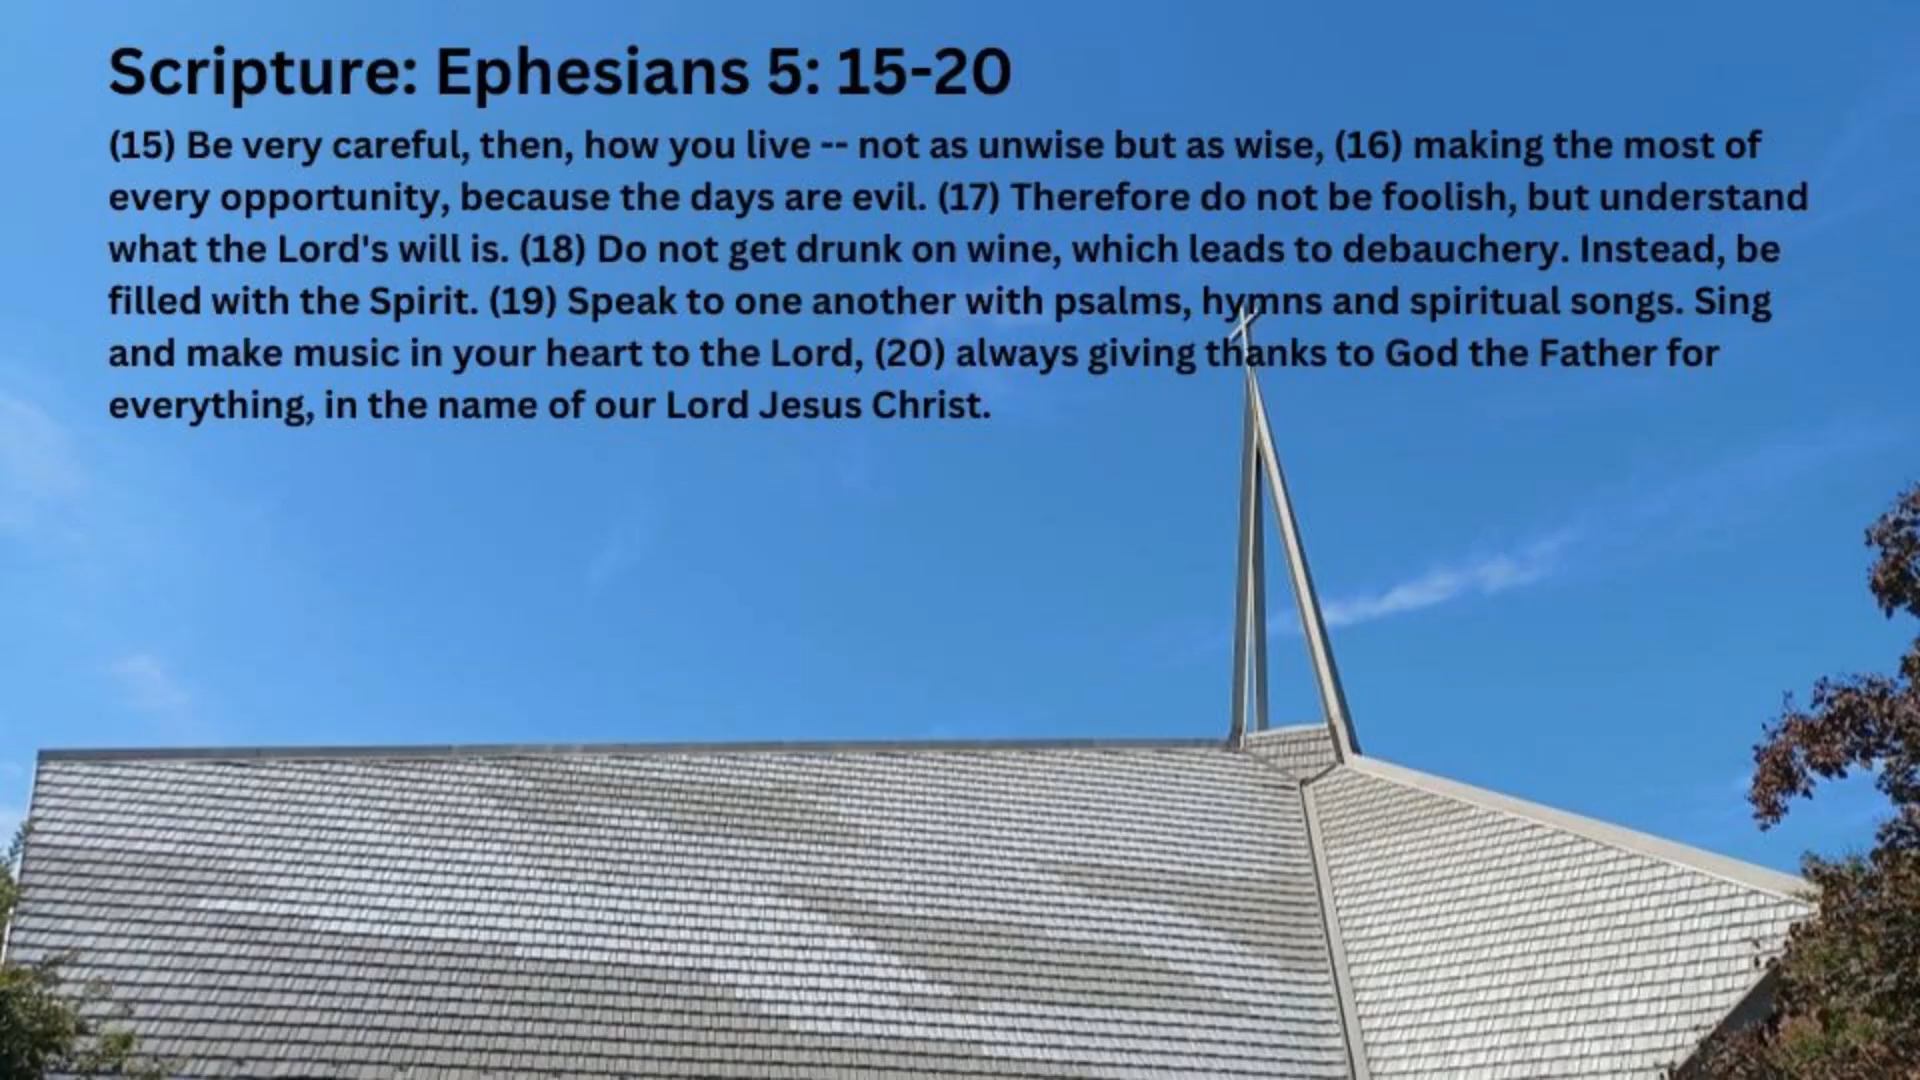 Scripture: Ephesians 5: 15-20
(15) Be very careful, then, how you live -- not as unwise but as wise, (16) making the most of
every opportunity, because the days are evil. (17) Therefore do not be foolish, but understand
what the Lord's will is. (18) Do not get drunk on wine, which leads to debauchery. Instead, be
filled with the Spirit. (19) Speak to one another with psalms, hymns and spiritual songs. Sing
and make music in your heart to the Lord, (20) always giving thanks to God the Father for
everything, in the name of our Lord Jesus Christ.